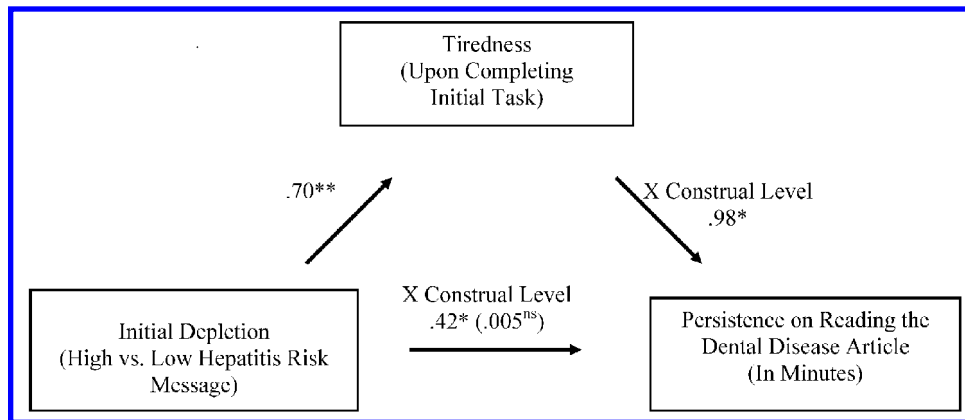 Tiredness
(Upon Completing
Initial Task)
.70**
X Construal Level
.98*
X Construal Level
.42* (.005ns)
Initial Depletion
(High vs. Low Hepatitis Risk
Message)
Persistence on Reading the
Dental Disease Article
(In Minutes)